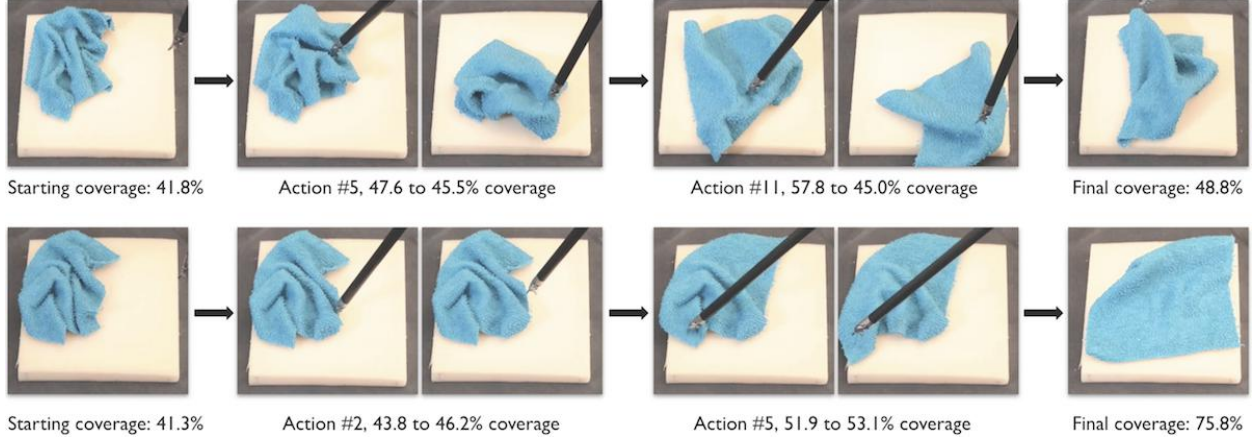 Starting coverage: 41.8%
Action #5, 47.6 to 45.5% coverage
Action #11, 57.8 to 45.0% coverage
Final coverage: 48.8%
Starting coverage: 41.3%
Action #2, 43.8 to 46.2% coverage
Action #5, 51.9 to 53.1% coverage
Final coverage: 75.8%